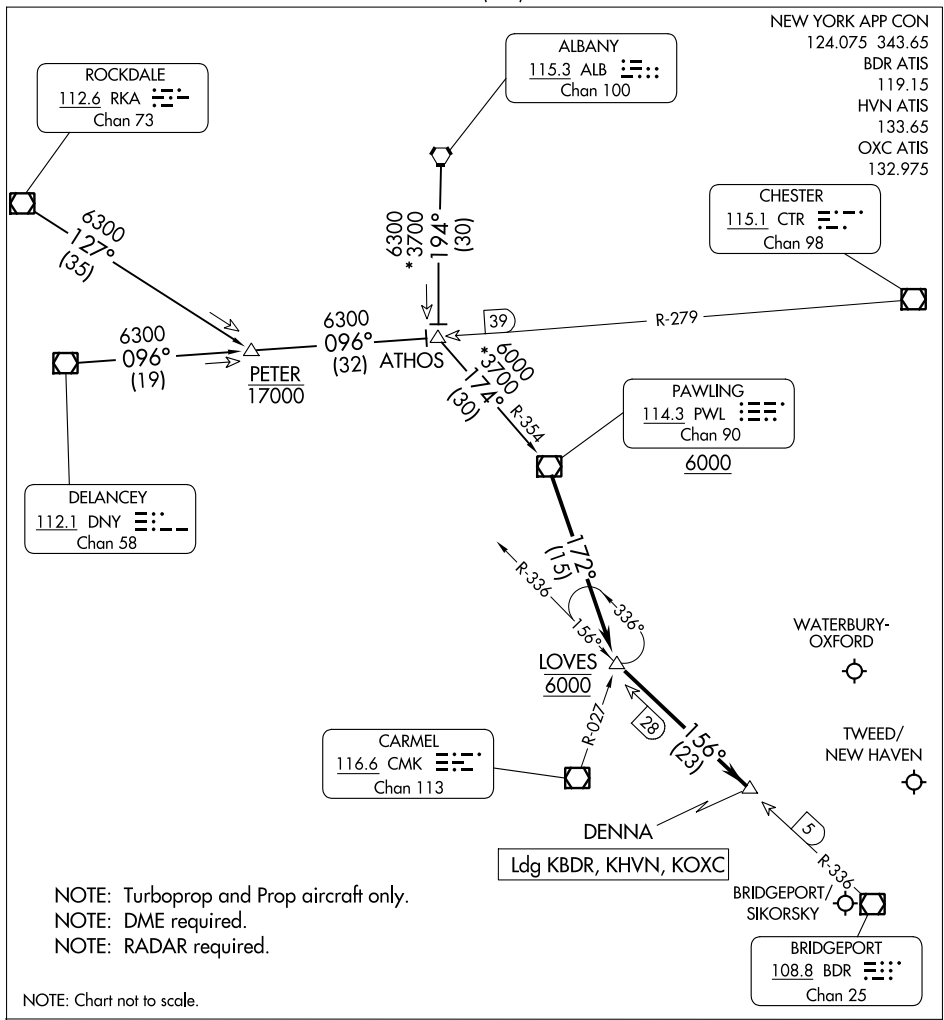 NEW YORK APP CON
124.075 343.65
BDR ATIS
119.15
HVN ATIS
133.65
OXC ATIS
132.975
ALBANY
115.3 ALB
Chan 100
ROCKDALE
112.6 RKA
Chan 73
CHESTER
115.1 CTR
Chan 98
6300
127°
(35)
6300
*3700
194°
(30)
39
R-279
6300
096°
(19)
6300
096°
(32)
PETER
17000
ATHOS
6000
*3700
174°
(30)
R-354
PAWLING
114.3 PWL
Chan 90
6000
DELANCEY
112.1 DNY
Chan 58
172°
(15)
R-336
156°
336°
LOVES
6000
WATERBURY-
OXFORD
R-027
28
156°
(23)
CARMEL
116.6 CMK
Chan 113
TWEED/
NEW HAVEN
DENNA
Ldg KBDR, KHVN, KOXC
5
R-336
BRIDGEPORT/
SIKORSKY
BRIDGEPORT
108.8 BDR
Chan 25
NOTE: Turboprop and Prop aircraft only.
NOTE: DME required.
NOTE: RADAR required.
NOTE: Chart not to scale.